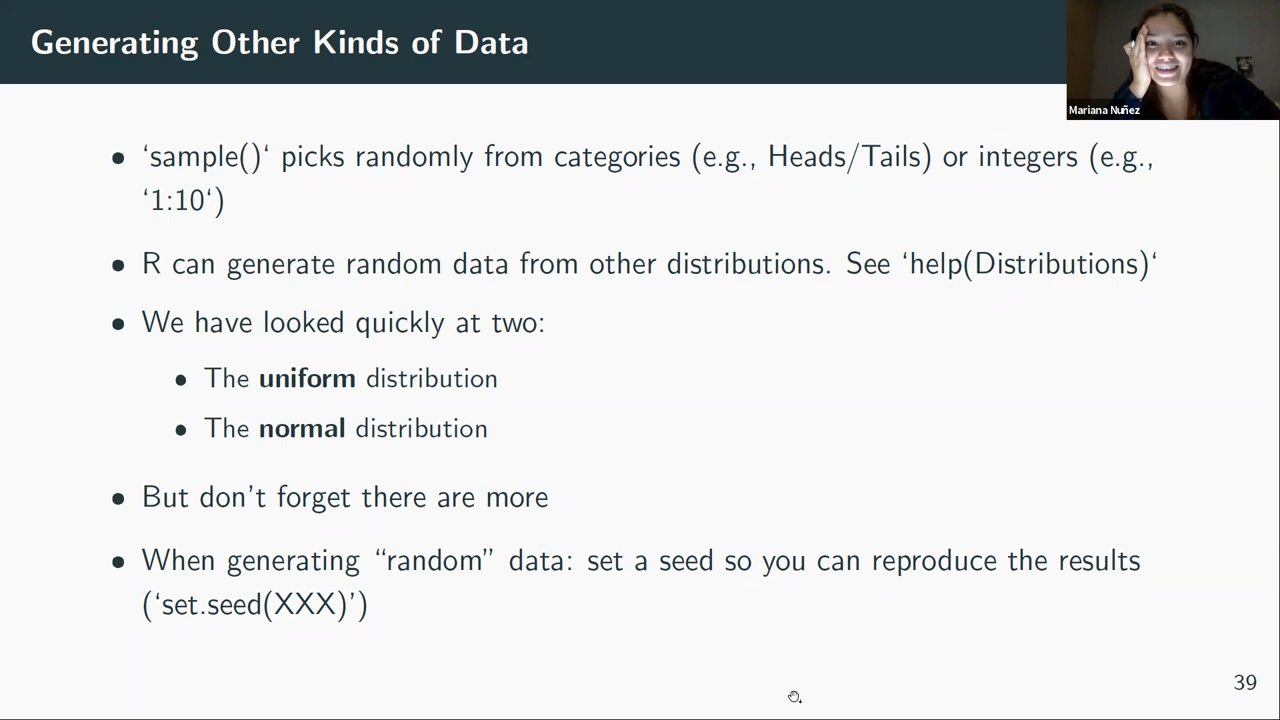 Generating Other Kinds of Data
Mariana Nuñez
• ‘sample()‘ picks randomly from categories (e.g., Heads/Tails) or integers (e.g.,
‘1:10‘)
• R can generate random data from other distributions. See ‘help(Distributions)‘
• We have looked quickly at two:
• The uniform distribution
• The normal distribution
• But don’t forget there are more
• When generating “random” data: set a seed so you can reproduce the results
(‘set.seed(XXX)’)
39